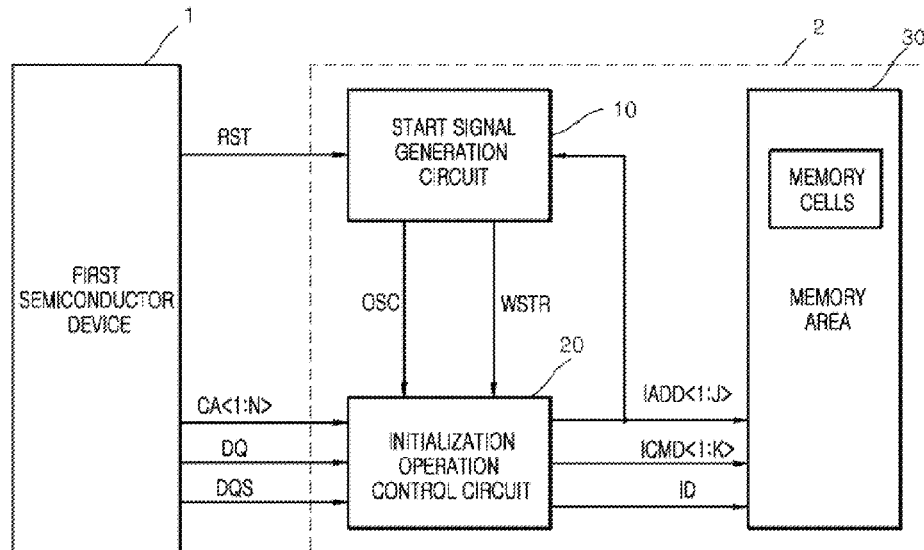 1
2
30
10
RST
START SIGNAL
GENERATION
CIRCUIT
MEMORY
CELLS
FIRST
SEMICONDUCTOR
DEVICE
OSC
WSTR
MEMORY
AREA
20
CA<1:N>
DQ
DQS
INITIALIZATION
OPERATION
CONTROL CIRCUIT
IADD<1:J>
ICMD<1:K>
ID